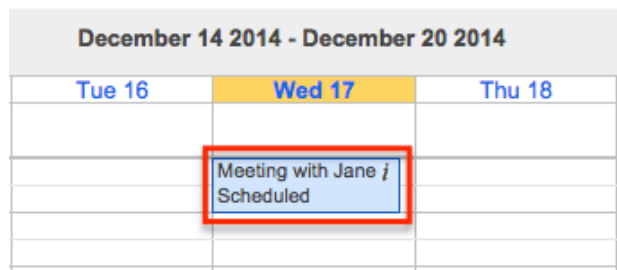 December 14 2014 - December 20 2014
Tue 16 Wed 17 Thu 18
Meeting with Jane i
Scheduled